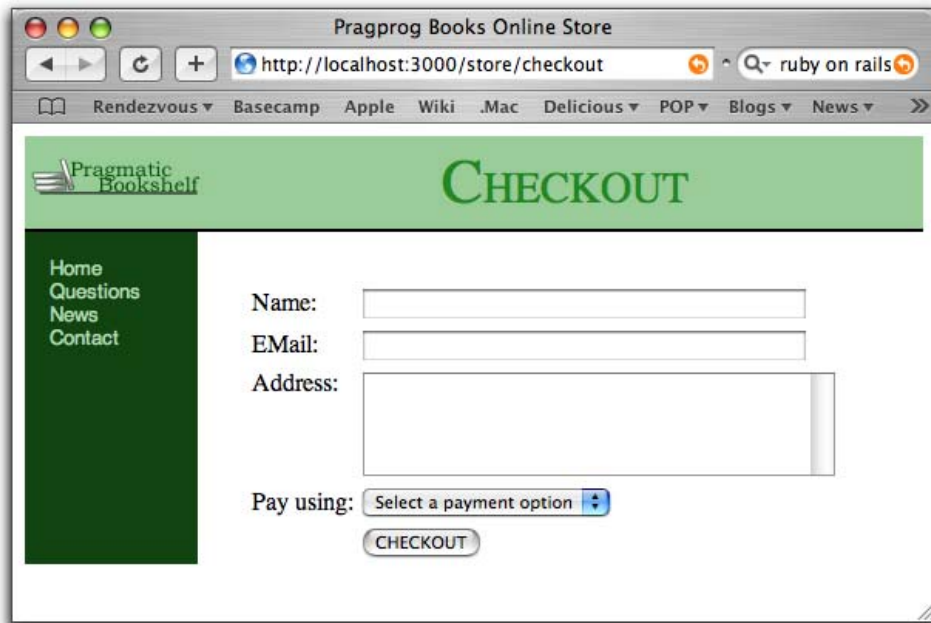 Pragprog Books Online Store
http://localhost:3000/store/checkout
ruby on rails
Rendezvous Basecamp Apple Wiki .Mac Delicious POP Blogs News
Pragmatic
Bookshelf
CHECKOUT
Home
Questions
News
Contact
Name:
EMail:
Address:
Pay using: Select a payment option
CHECKOUT